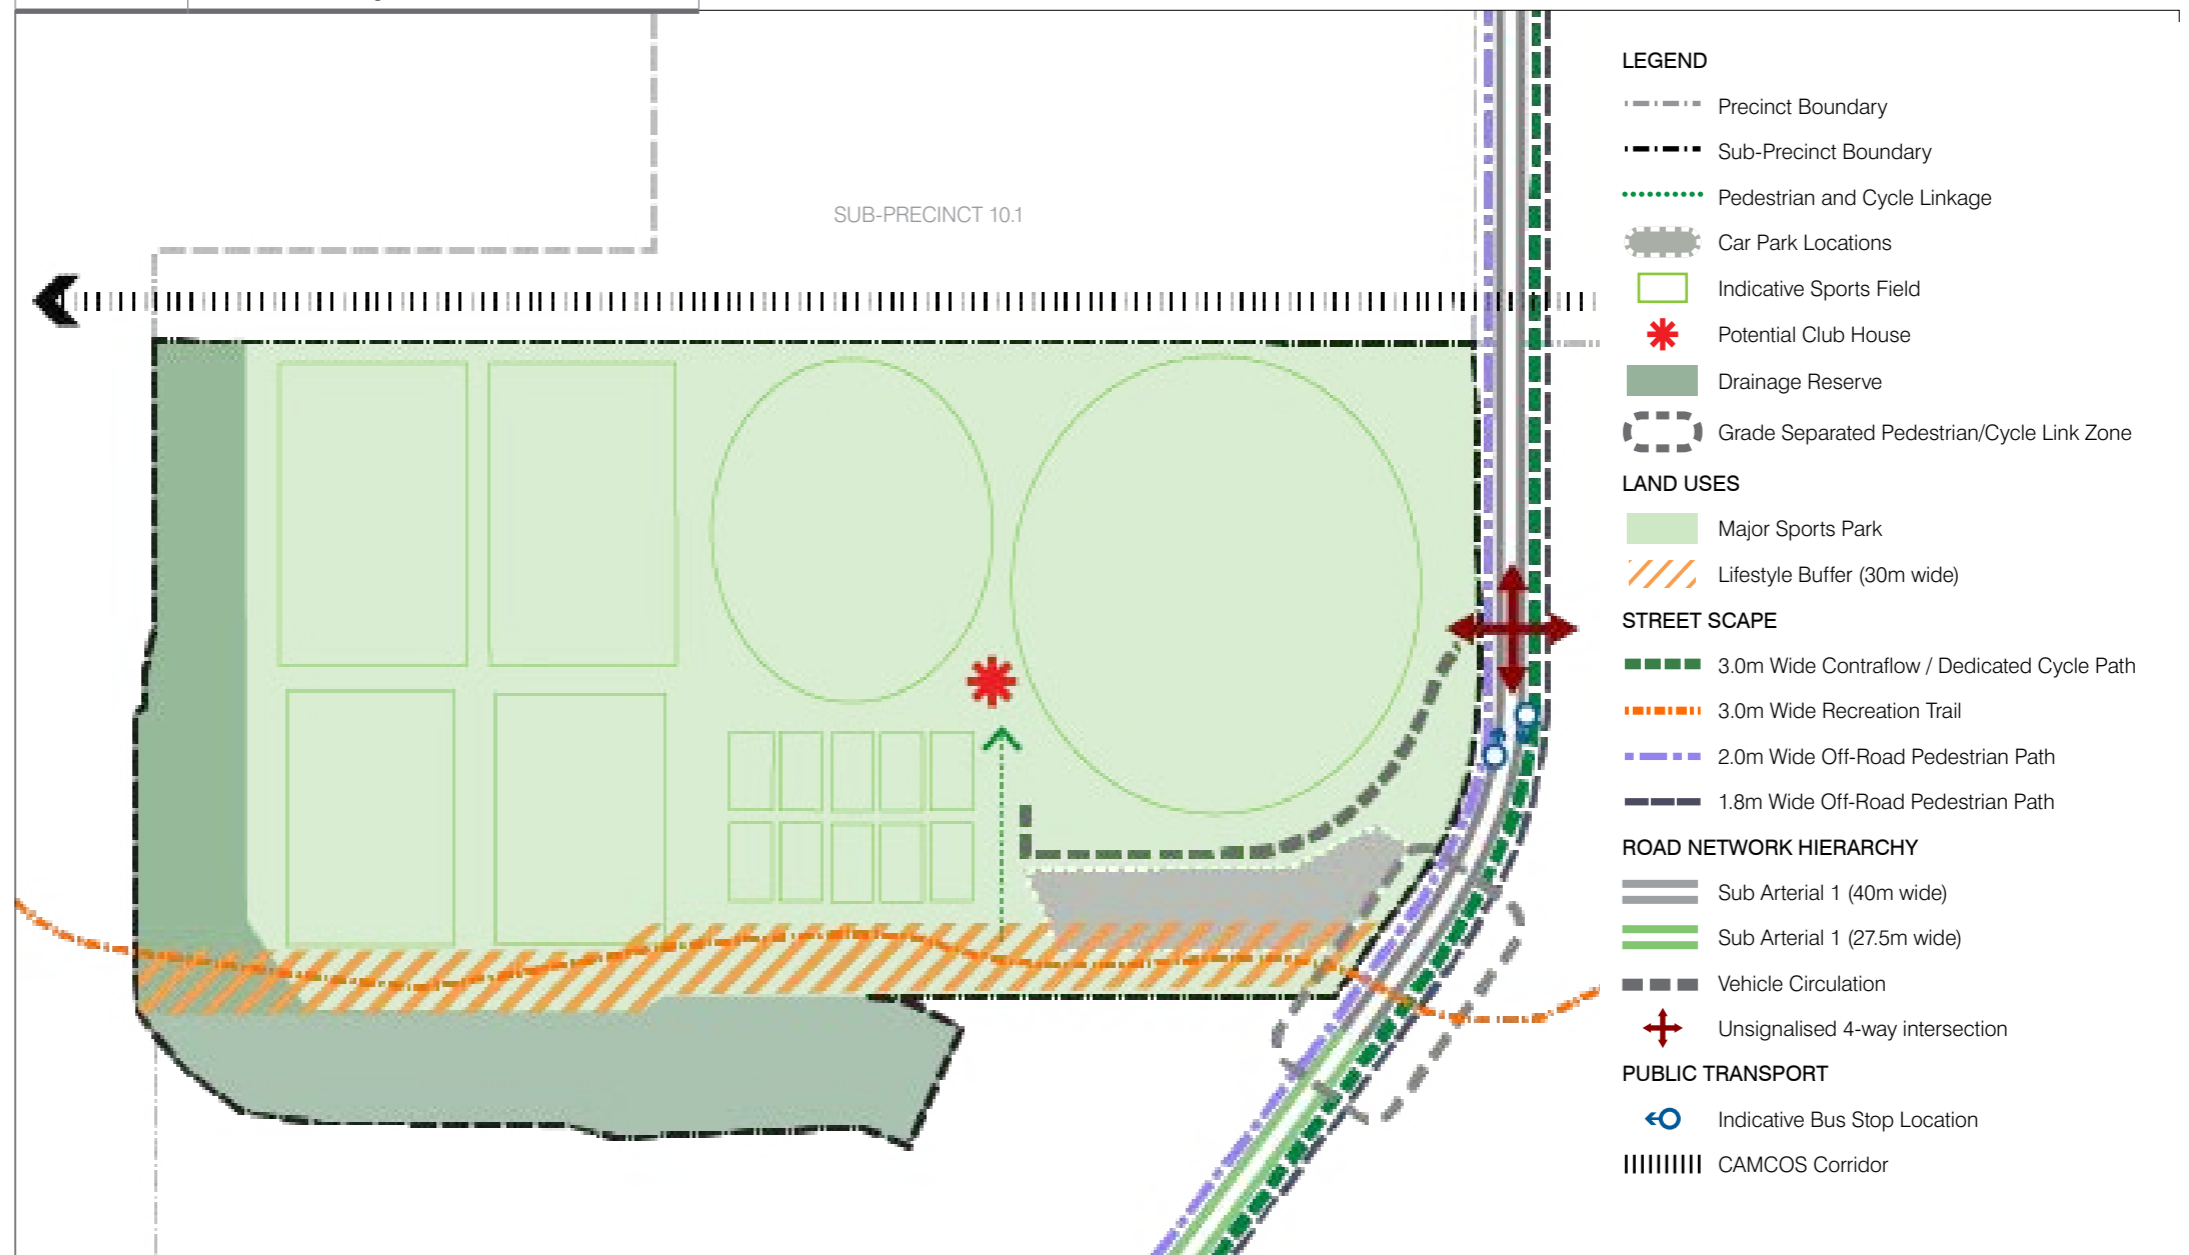 SUB-PRECINCT 10.1
LEGEND
Precinct Boundary
Sub-Precinct Boundary
Pedestrian and Cycle Linkage
Car Park Locations
Indicative Sports Field
Potential Club House
Drainage Reserve
Grade Separated Pedestrian/Cycle Link Zone
LAND USES
Major Sports Park
Lifestyle Buffer (30m wide)
STREET SCAPE
3.0m Wide Contraflow / Dedicated Cycle Path
3.0m Wide Recreation Trail
2.0m Wide Off-Road Pedestrian Path
1.8m Wide Off-Road Pedestrian Path
ROAD NETWORK HIERARCHY
Sub Arterial 1 (40m wide)
Sub Arterial 1 (27.5m wide)
Vehicle Circulation
Unsignalised 4-way intersection
PUBLIC TRANSPORT
Indicative Bus Stop Location
CAMCOS Corridor